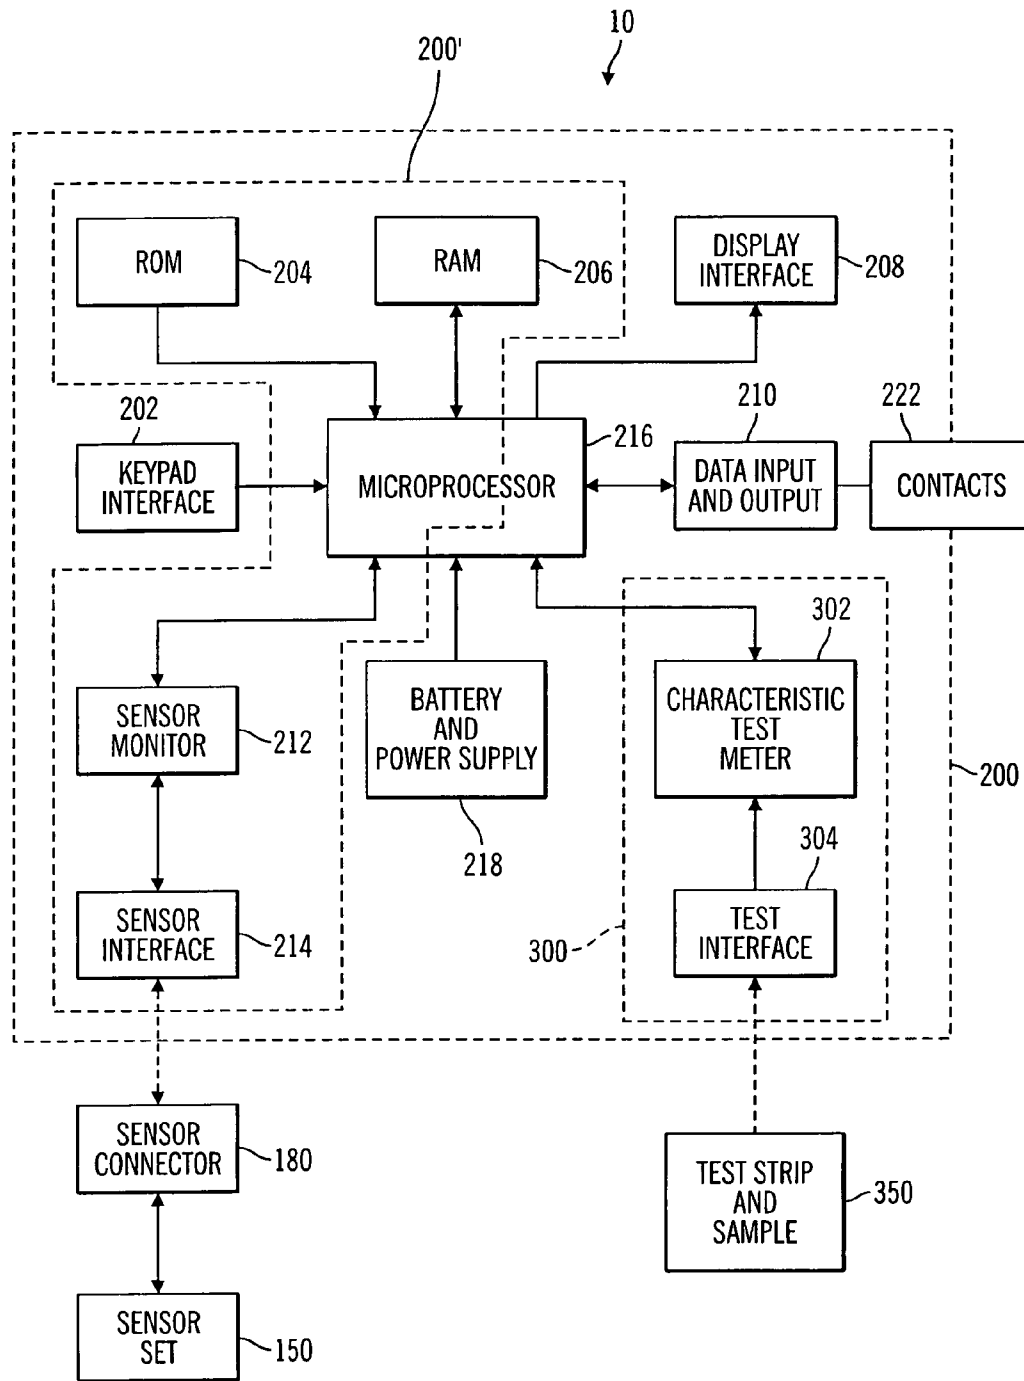 10
200'
ROM
204
RAM
206
DISPLAY
INTERFACE
208
202
KEYPAD
INTERFACE
MICROPROCESSOR
216
210
DATA INPUT
AND OUTPUT
222
CONTACTS
302
CHARACTERISTIC
TEST
METER
SENSOR
MONITOR
212
BATTERY
AND
POWER SUPPLY
218
200
304
TEST
INTERFACE
300
SENSOR
INTERFACE
214
SENSOR
CONNECTOR
180
TEST STRIP
AND
SAMPLE
350
SENSOR
SET
150